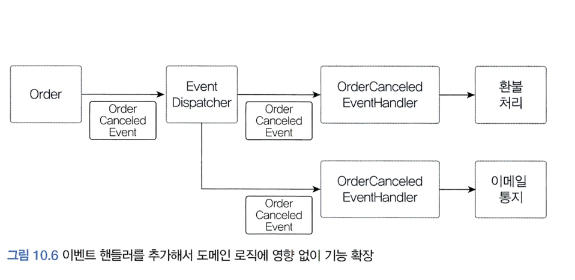 Order
Order
Canceled
Event
Event
Dispatcher
Order
Canceled
Event
OrderCanceled
EventHandler
환불
처리
Order
Canceled
Event
OrderCanceled
EventHandler
이메일
통지
그림 10.6 이벤트 핸들러를 추가해서 도메인 로직에 영향 없이 기능 확장